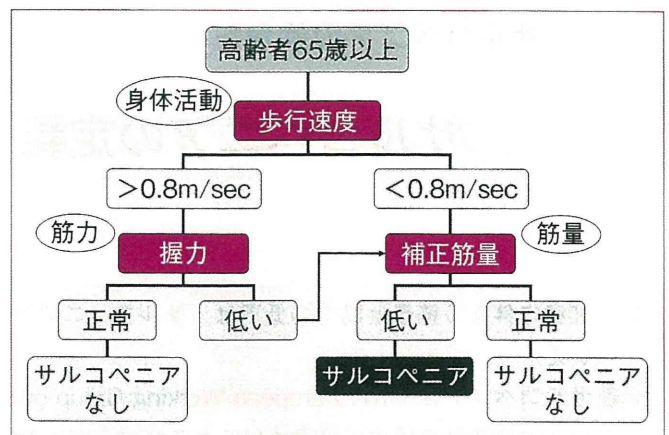 高齢者65歳以上
身体活動
歩行速度
>0.8m/sec
<0.8m/sec
筋力
握力
補正筋量
筋量
正常
低い
低い
正常
サルコペニア
なし
サルコペニア
サルコペニア
なし